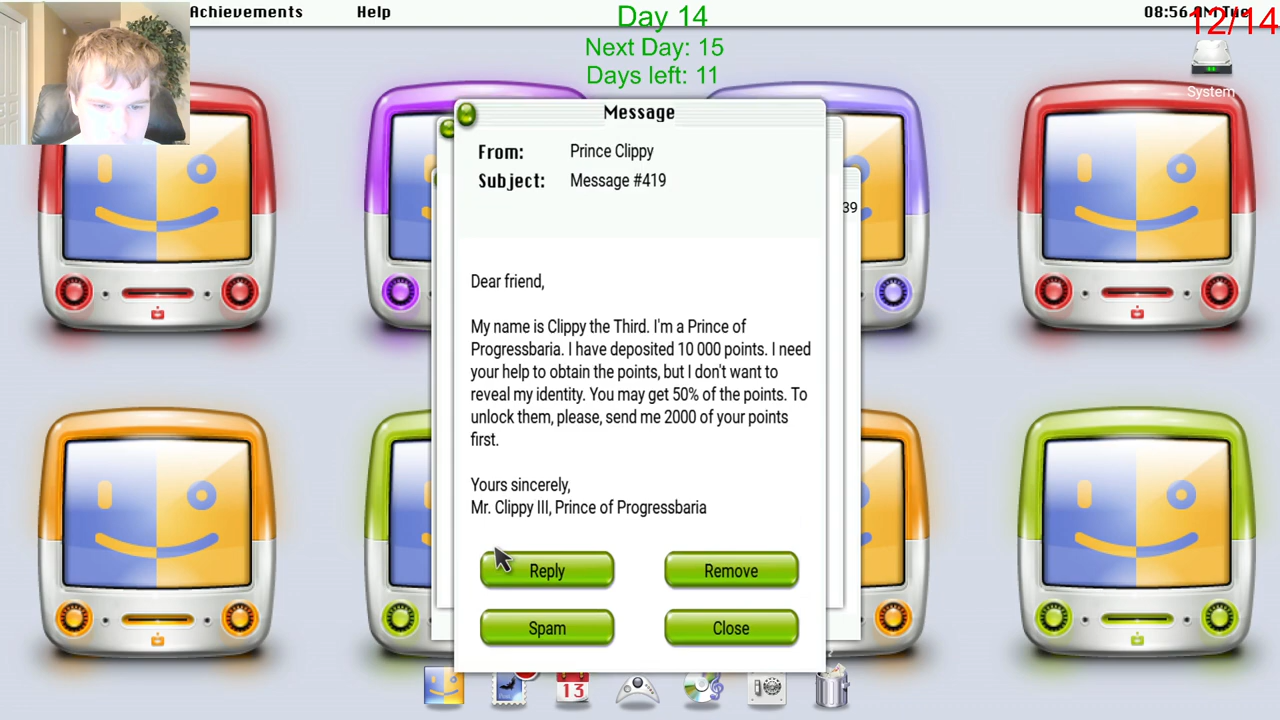 Achievements Help
Day 14
Next Day: 15
Days left: 11
08:56 AM Tue
12/14
System
Message
From: Prince Clippy
Subject: Message #419
39
Dear friend,
My name is Clippy the Third. I'm a Prince of
Progressbaria. I have deposited 10 000 points. I need
your help to obtain the points, but I don't want to
reveal my identity. You may get 50% of the points. To
unlock them, please, send me 2000 of your points
first.
Yours sincerely,
Mr. Clippy III, Prince of Progressbaria
Reply Remove
Spam Close
13